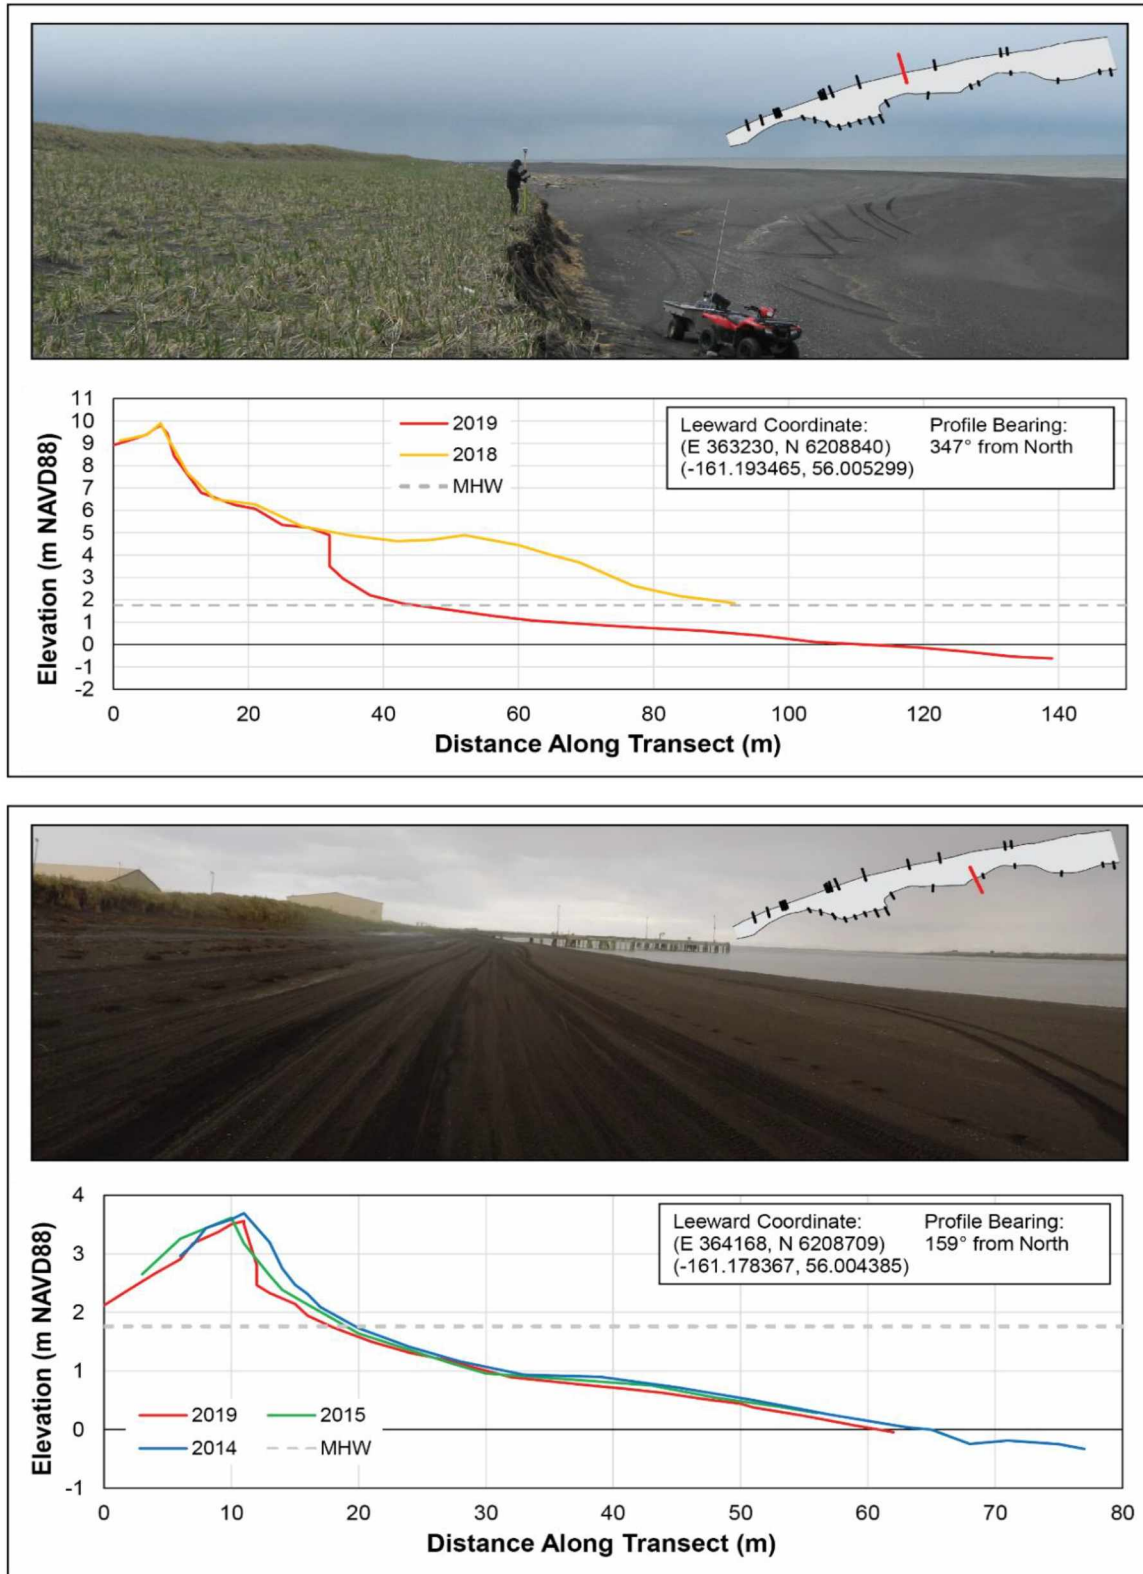 11
10
9
8
7
6
5
4
3
2
1
0
-1
-2
Elevation (m NAVD88)
2019
2018
MHW
Leeward Coordinate:
(E 363230, N 6208840)
(-161.193465, 56.005299)
Profile Bearing:
347° from North
0 20 40 60 80 100 120 140
Distance Along Transect (m)
4
3
2
1
0
-1
Elevation (m NAVD88)
Leeward Coordinate:
(E 364168, N 6208709)
(-161.178367, 56.004385)
Profile Bearing:
159° from North
2019 2015
2014 MHW
0 10 20 30 40 50 60 70 80
Distance Along Transect (m)